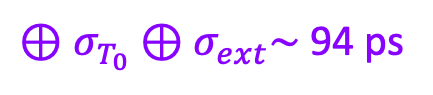 ⊕ σ_{T_0} ⊕ σ_{ext} ~ 94 ps